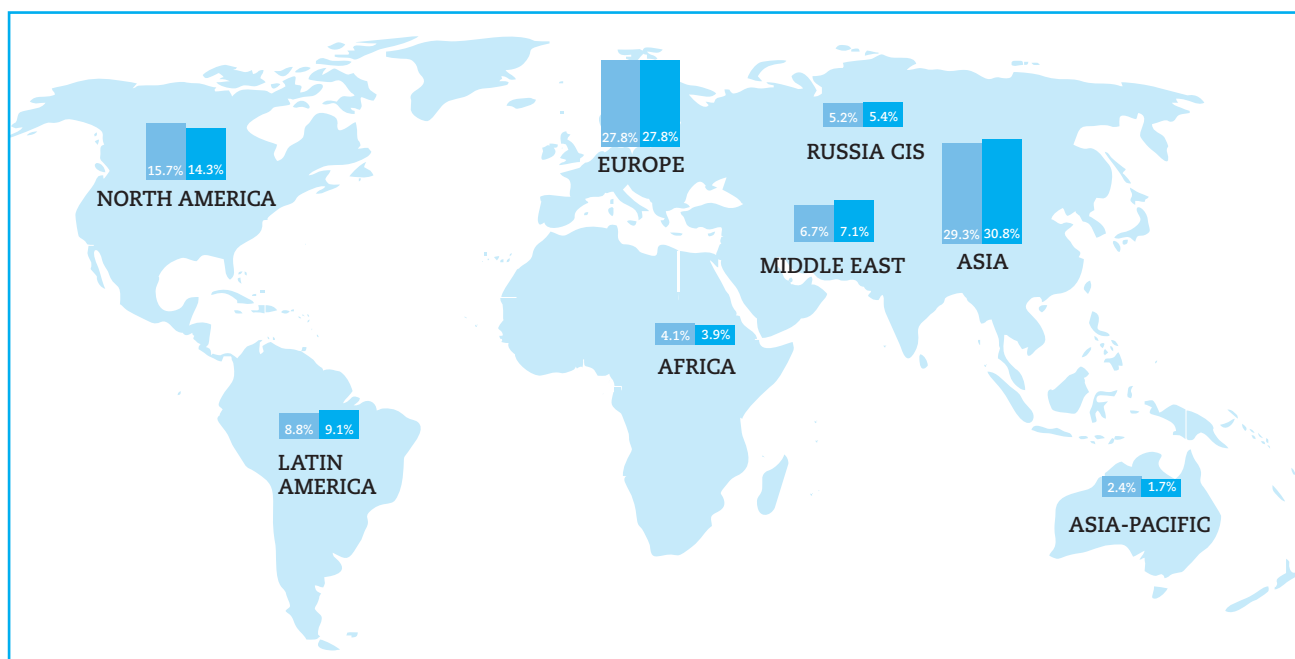 15.7% 14.3%
NORTH AMERICA
27.8% 27.8%
EUROPE
5.2% 5.4%
RUSSIA CIS
6.7% 7.1%
MIDDLE EAST
29.3% 30.8%
ASIA
4.1% 3.9%
AFRICA
8.8% 9.1%
LATIN
AMERICA
2.4% 1.7%
ASIA-PACIFIC